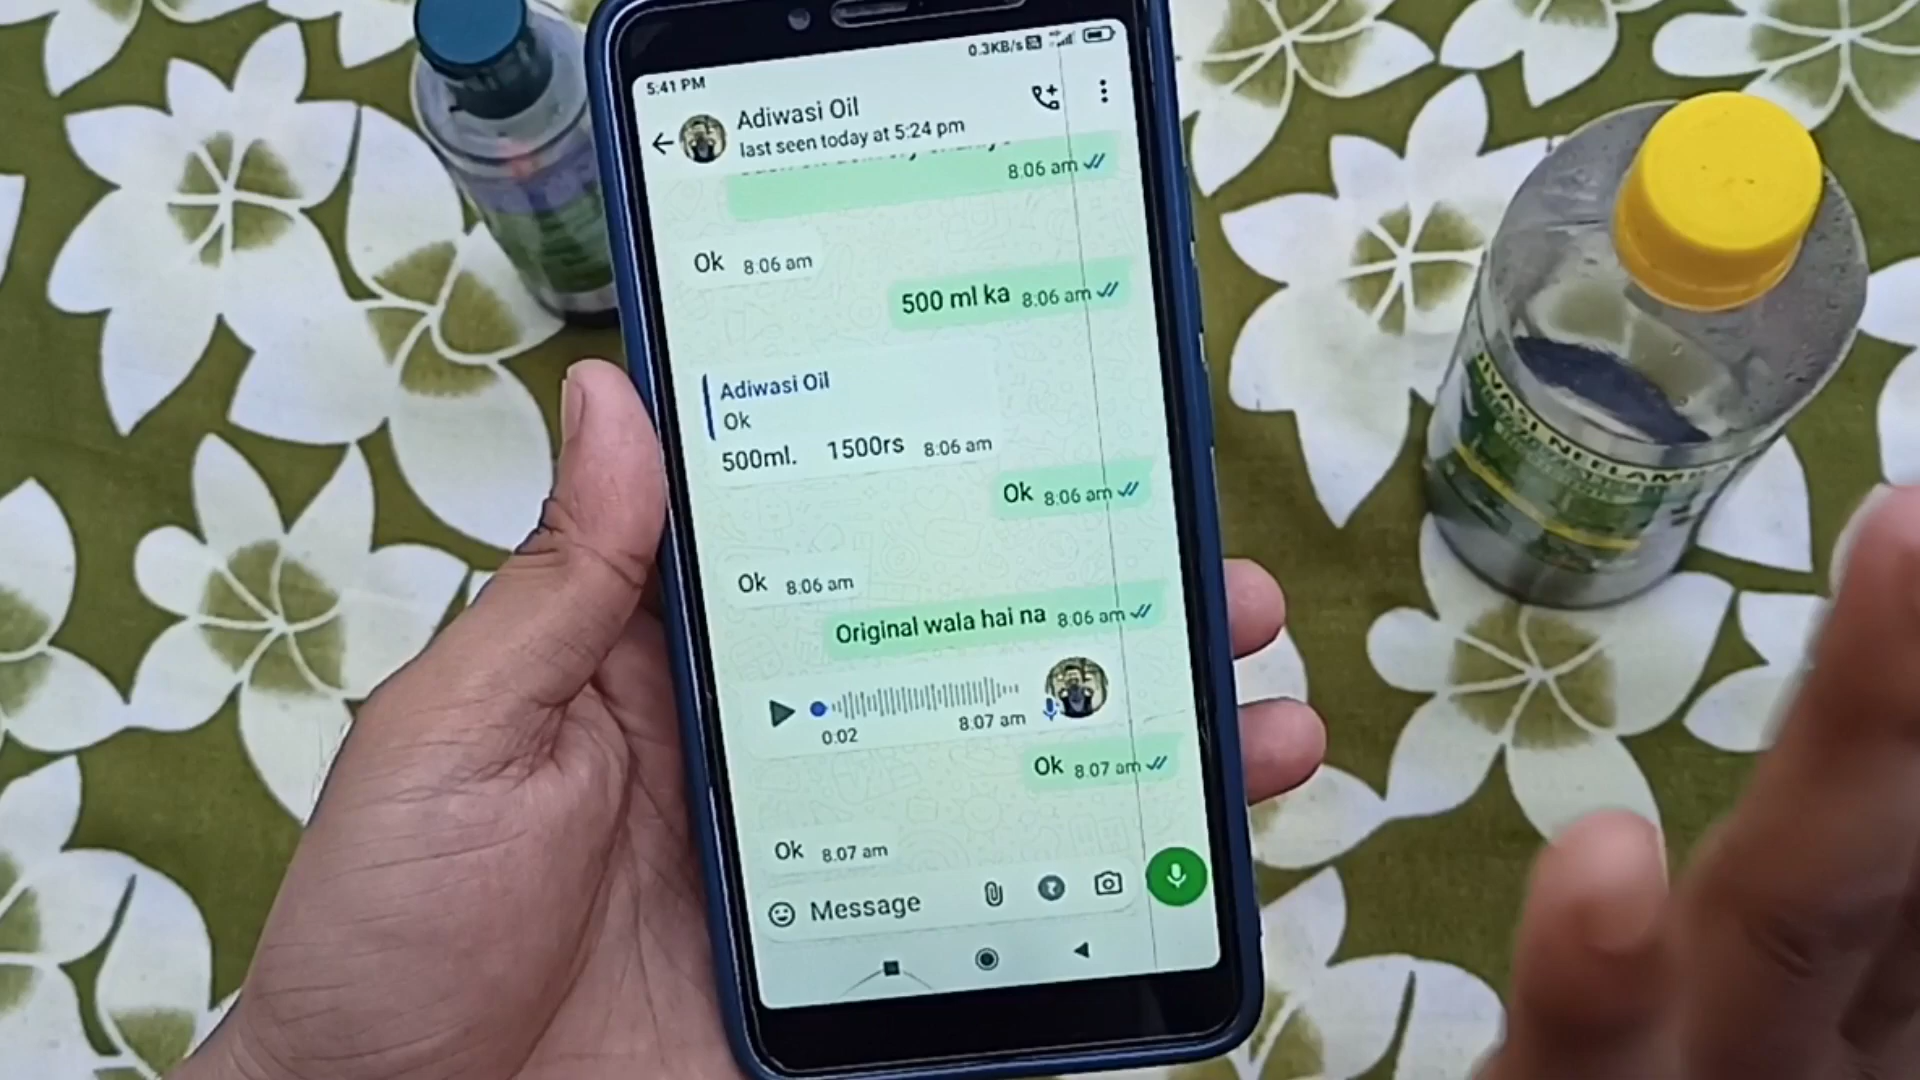 5:41 PM
0.3KB/s
Adiwasi Oil
last seen today at 5:24 pm
8:06 am
Ok 8:06 am
500 ml ka 8:06 am
Adiwasi Oil
Ok
500ml. 1500rs 8:06 am
Ok 8:06 am
Ok 8:06 am
Original wala hai na 8:06 am
0:02 8:07 am
Ok 8:07 am
Ok 8:07 am
Message